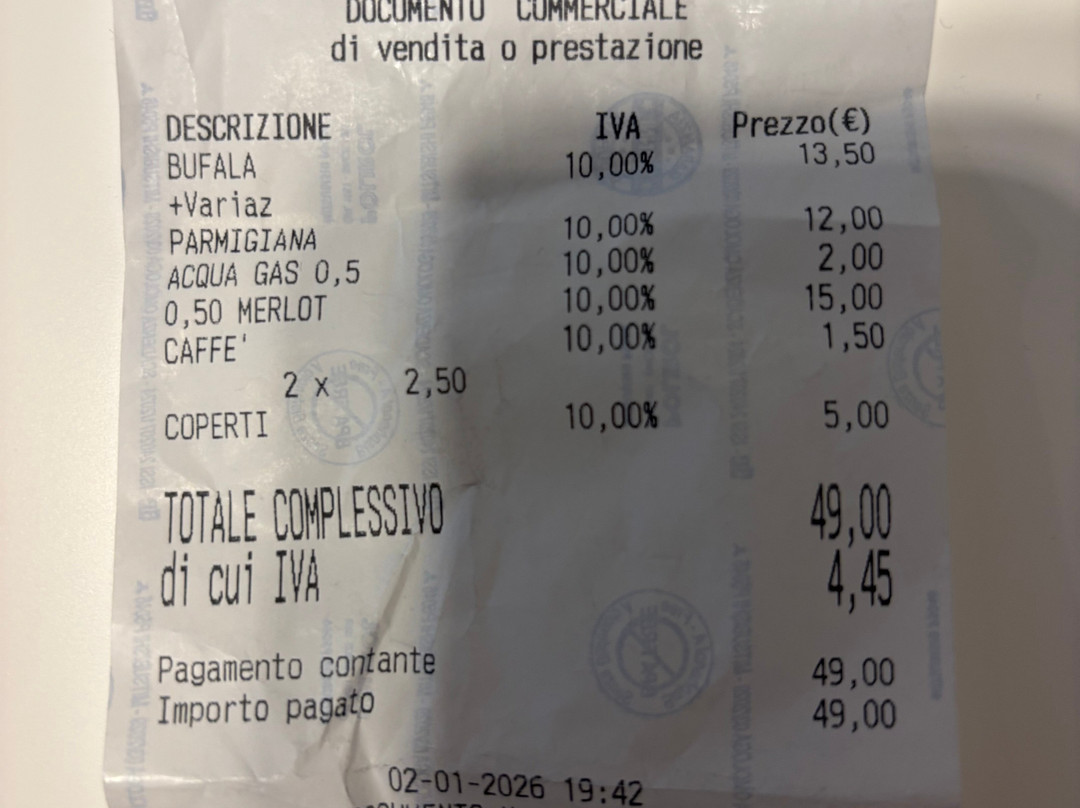 DOCUMENTO COMMERCIALE
di vendita o prestazione
DESCRIZIONE IVA Prezzo(€)
BUFALA 10,00% 13,50
+Variaz
PARMIGIANA 10,00% 12,00
ACQUA GAS 0,5 10,00% 2,00
0,50 MERLOT 10,00% 15,00
CAFFE' 10,00% 1,50
2 x 2,50
COPERTI 10,00% 5,00
TOTALE COMPLESSIVO 49,00
di cui IVA 4,45
Pagamento contante 49,00
Importo pagato 49,00
02-01-2026 19:42